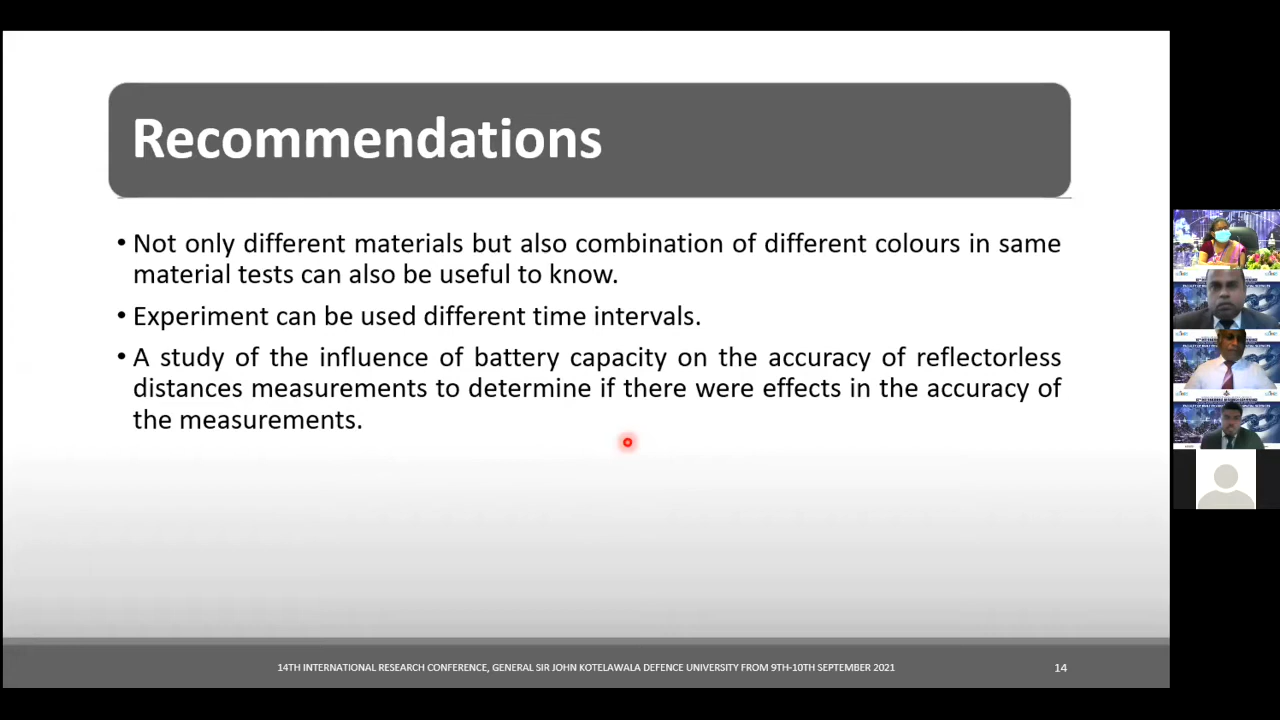 Recommendations
• Not only different materials but also combination of different colours in same
material tests can also be useful to know.
• Experiment can be used different time intervals.
• A study of the influence of battery capacity on the accuracy of reflectorless
distances measurements to determine if there were effects in the accuracy of
the measurements.
14TH INTERNATIONAL RESEARCH CONFERENCE, GENERAL SIR JOHN KOTELAWALA DEFENCE UNIVERSITY FROM 9TH-10TH SEPTEMBER 2021
14